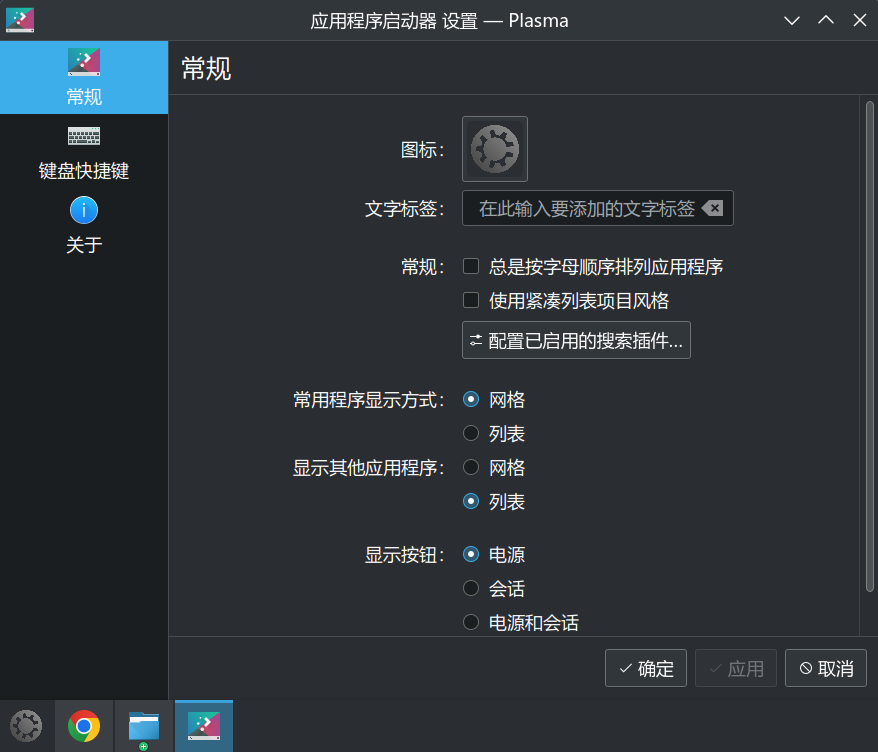 应用程序启动器 设置 — Plasma
常规
键盘快捷键
关于
常规
图标：
文字标签： 在此输入要添加的文字标签
常规： 总是按字母顺序排列应用程序
使用紧凑列表项目风格
配置已启用的搜索插件...
常用程序显示方式： 网格
列表
显示其他应用程序： 网格
列表
显示按钮： 电源
会话
电源和会话
确定 应用 取消